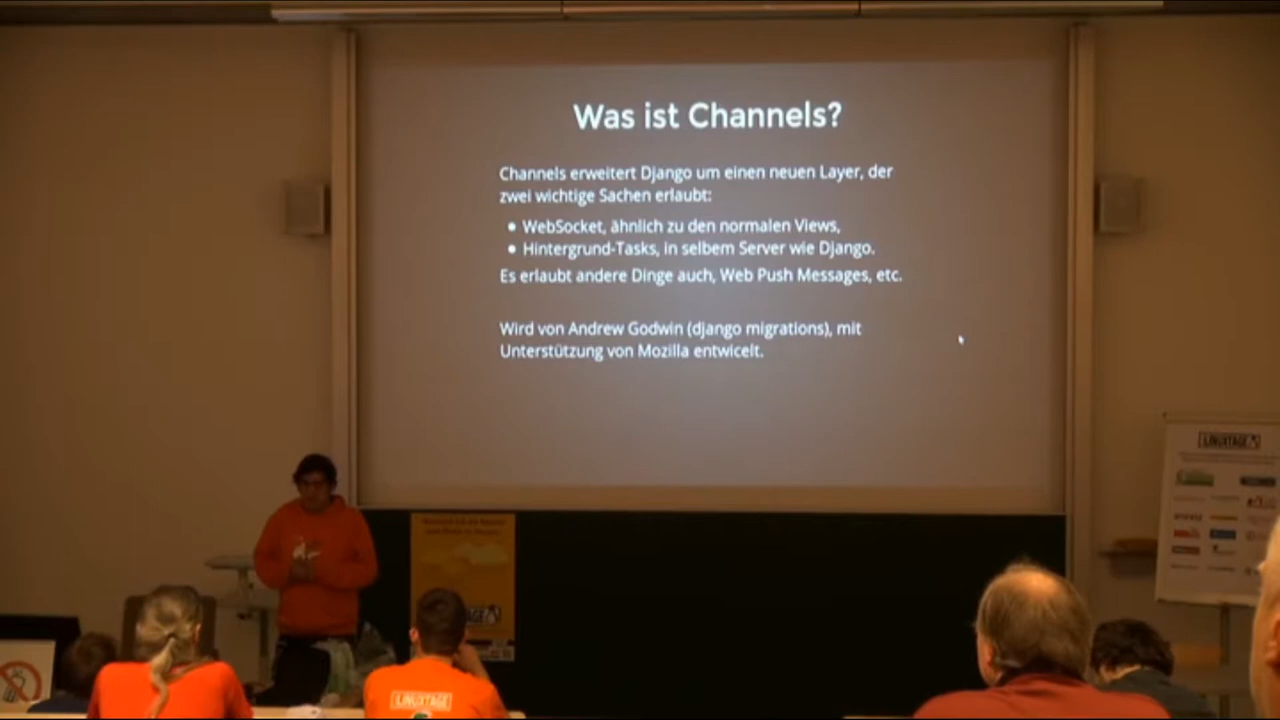 Was ist Channels?
Channels erweitert Django um einen neuen Layer, der
zwei wichtige Sachen erlaubt:
• WebSocket, ähnlich zu den normalen Views,
• Hintergrund-Tasks, in selbem Server wie Django.
Es erlaubt andere Dinge auch, Web Push Messages, etc.
Wird von Andrew Godwin (django migrations), mit
Unterstützung von Mozilla entwicelt.
LINUXTAGE
LINUXTAGE